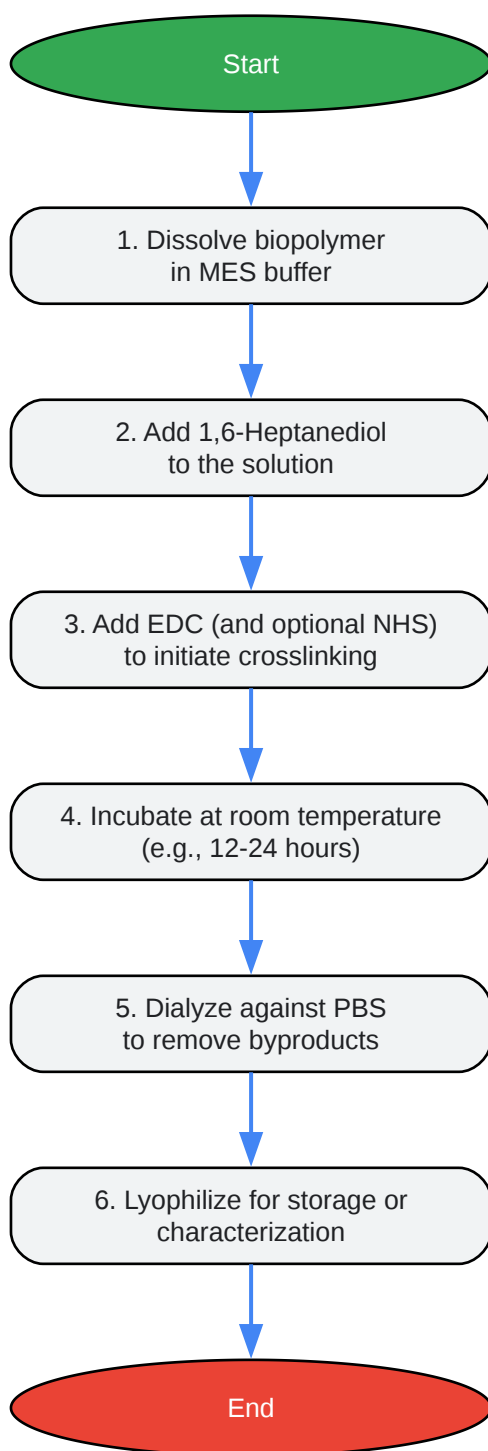 Start
1. Dissolve biopolymer
in MES buffer
2. Add 1,6-Heptanediol
to the solution
3. Add EDC (and optional NHS)
to initiate crosslinking
4. Incubate at room temperature
(e.g., 12-24 hours)
5. Dialyze against PBS
to remove byproducts
6. Lyophilize for storage or
characterization
End